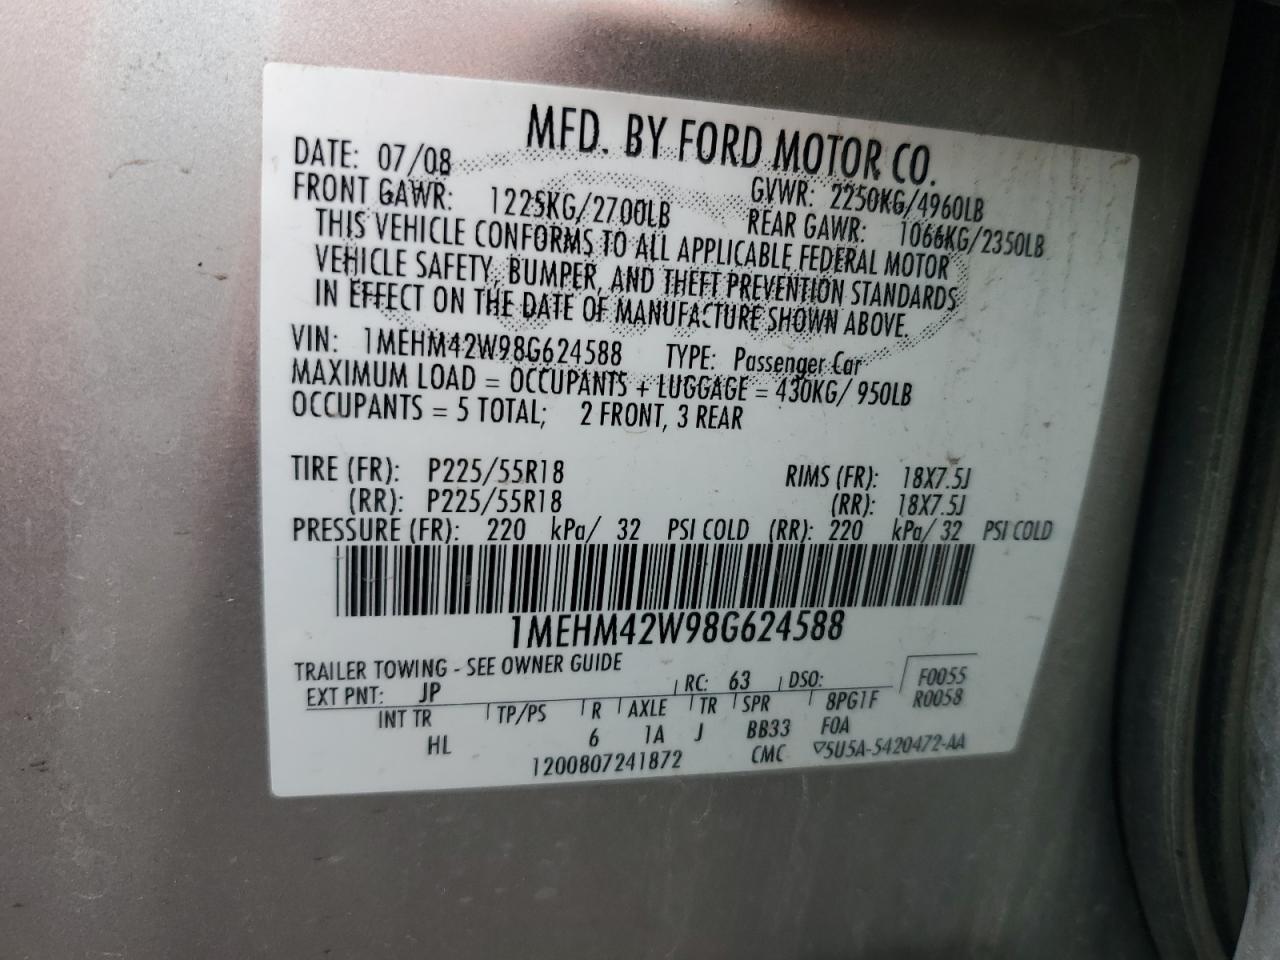 MFD. BY FORD MOTOR CO.
DATE: 07/08 GVWR: 2250KG/4960LB
FRONT GAWR: 1225KG/2700LB REAR GAWR: 1066KG/2350LB
THIS VEHICLE CONFORMS TO ALL APPLICABLE FEDERAL MOTOR
VEHICLE SAFETY, BUMPER, AND THEFT PREVENTION STANDARDS
IN EFFECT ON THE DATE OF MANUFACTURE SHOWN ABOVE.
VIN: 1MEHM42W98G624588 TYPE: Passenger Car
MAXIMUM LOAD = OCCUPANTS + LUGGAGE = 430KG/ 950LB
OCCUPANTS = 5 TOTAL; 2 FRONT, 3 REAR
TIRE (FR): P225/55R18 RIMS (FR): 18X7.5J
(RR): P225/55R18 (RR): 18X7.5J
PRESSURE (FR): 220 kPa/ 32 PSI COLD (RR): 220 kPa/ 32 PSI COLD
1MEHM42W98G624588
TRAILER TOWING - SEE OWNER GUIDE
EXT PNT: JP RC: 63 DSO: F0055
INT TR TP/PS R AXLE TR SPR 8PG1F R0058
HL 6 1A J BB33 FOA
1200807241872 CMC ▽5U5A-5420472-AA